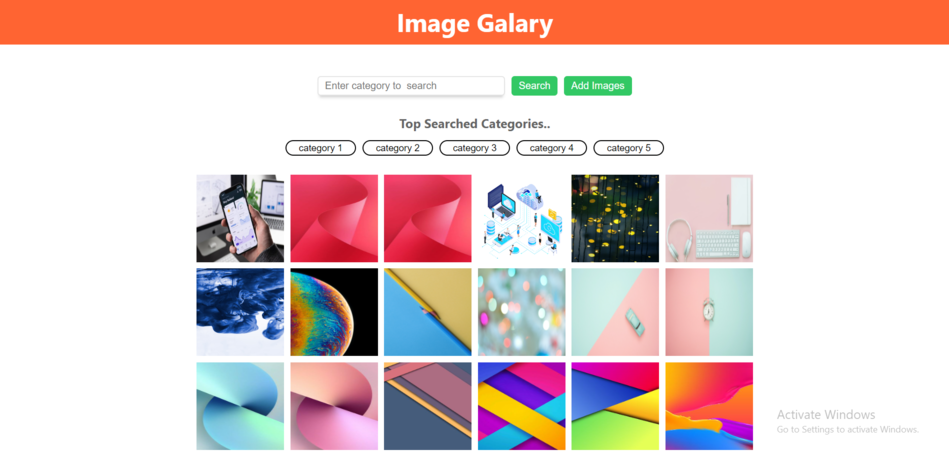 Image Galary
Enter category to search
Search
Add Images
Top Searched Categories..
category 1
category 2
category 3
category 4
category 5
Activate Windows
Go to Settings to activate Windows.